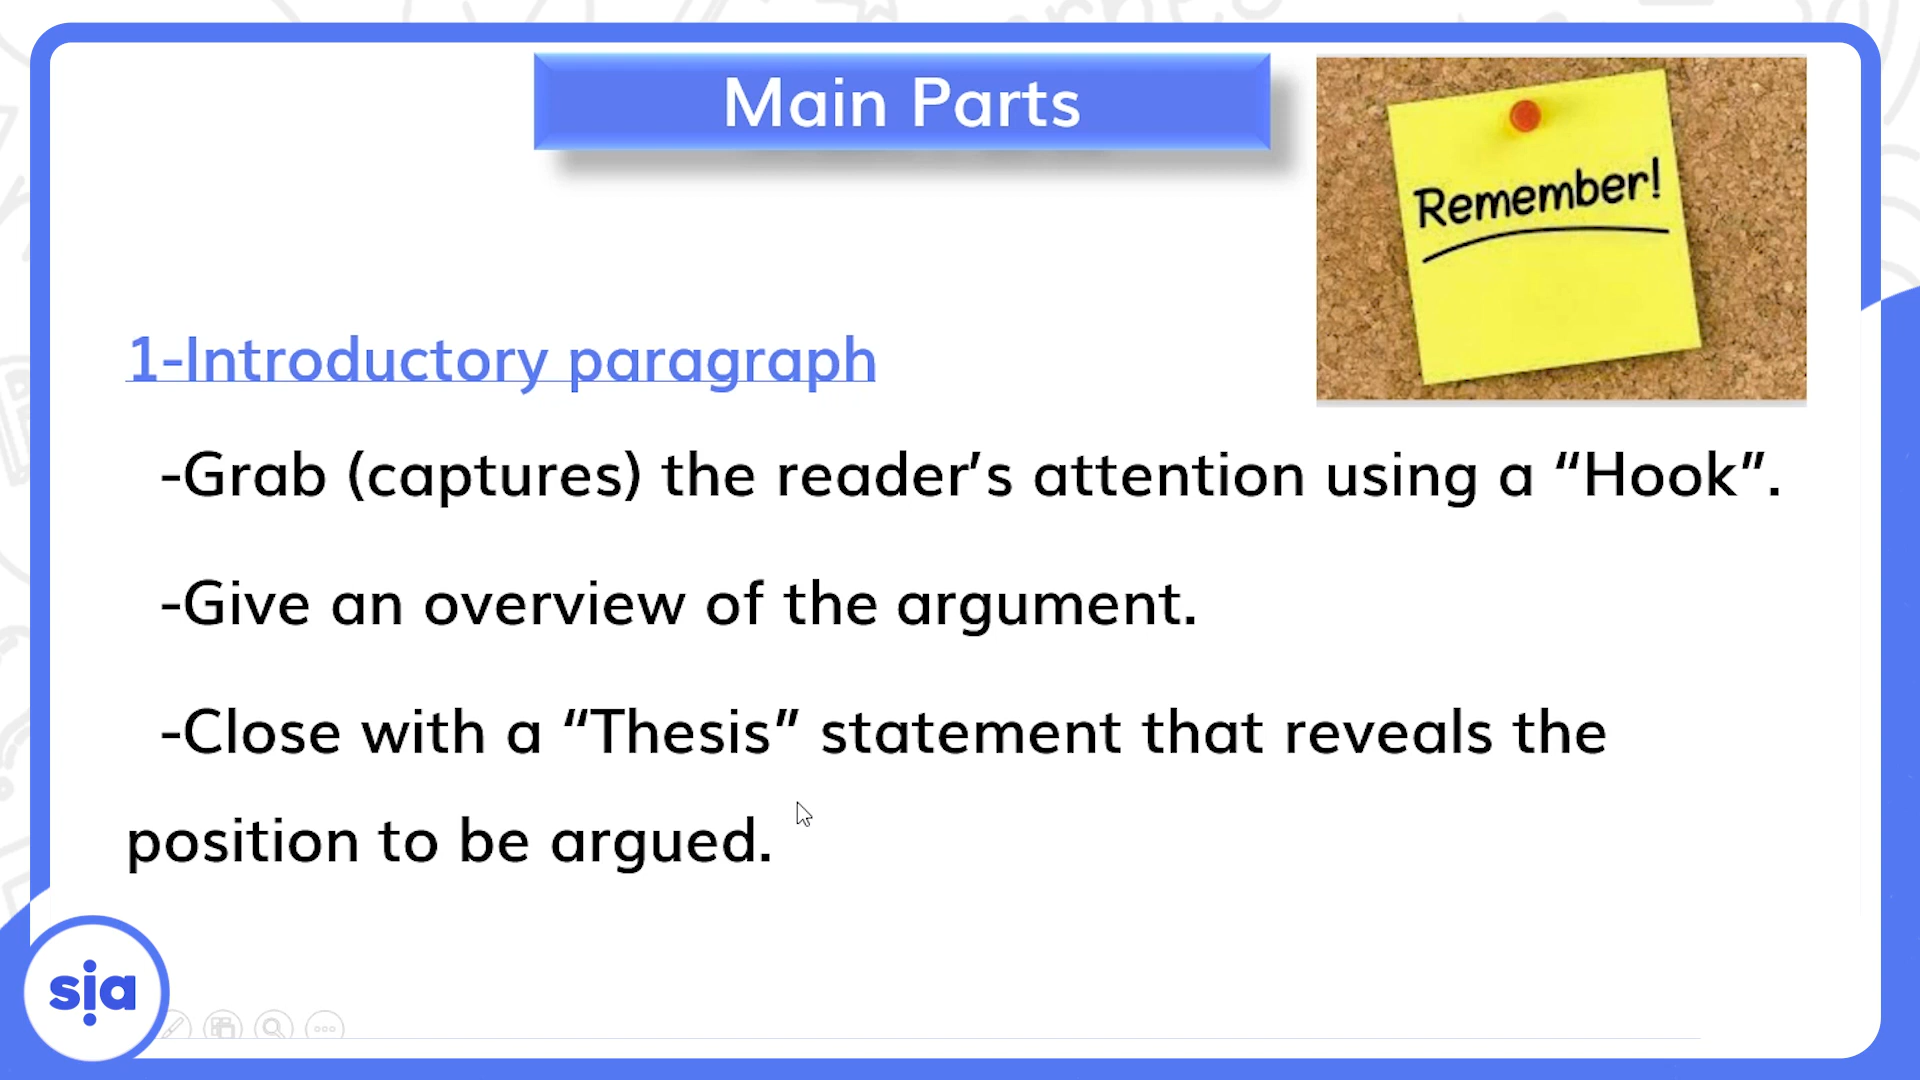 Main Parts
Remember!
1-Introductory paragraph
-Grab (captures) the reader’s attention using a “Hook”.
-Give an overview of the argument.
-Close with a “Thesis” statement that reveals the
position to be argued.
sia